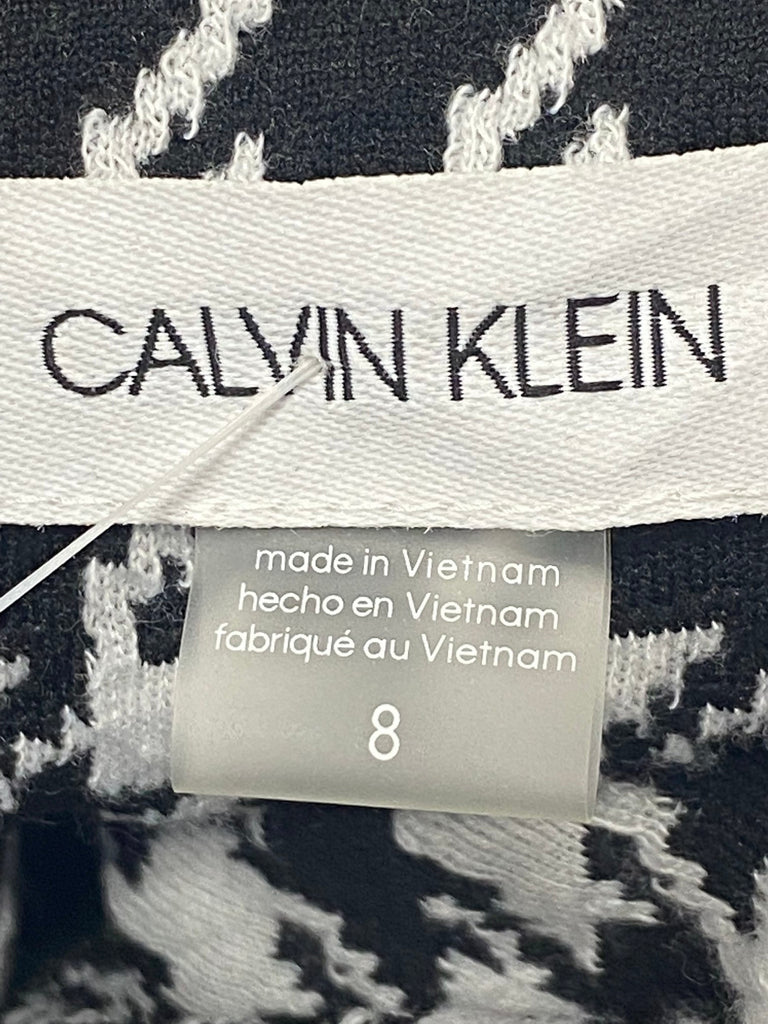 CALVIN KLEIN
made in Vietnam
hecho en Vietnam
fabriqué au Vietnam
8